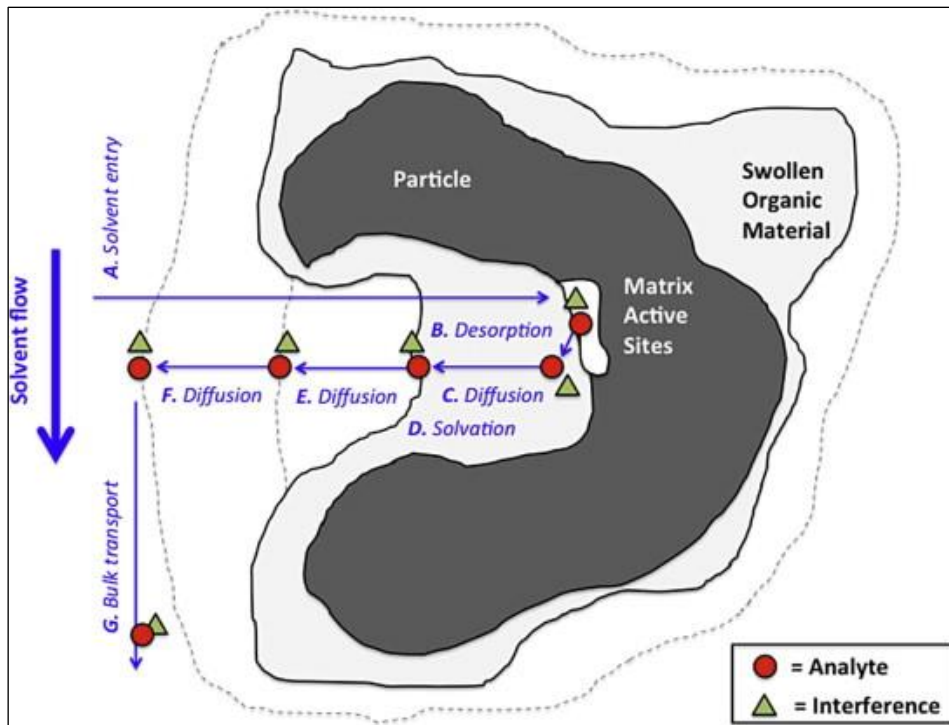 Particle
Swollen
Organic
Material
A. Solvent entry
Solvent flow
Matrix
Active
Sites
B. Desorption
F. Diffusion
E. Diffusion
C. Diffusion
D. Solvation
G. Bulk transport
= Analyte
= Interference